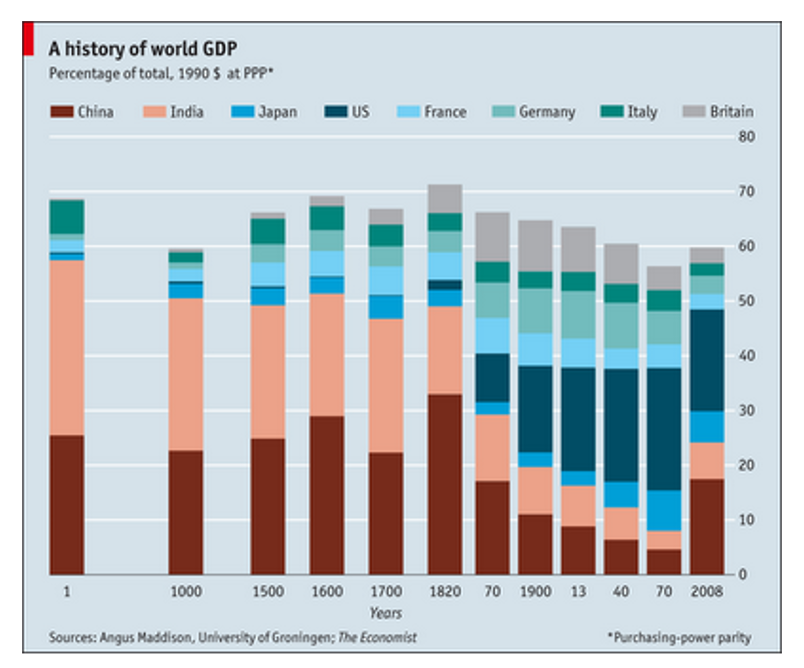 A history of world GDP
Percentage of total, 1990 $ at PPP*
China India Japan US France Germany Italy Britain
80
70
60
50
40
30
20
10
0
1 1000 1500 1600 1700 1820 70 1900 13 40 70 2008
Years
Sources: Angus Maddison, University of Groningen; The Economist *Purchasing-power parity